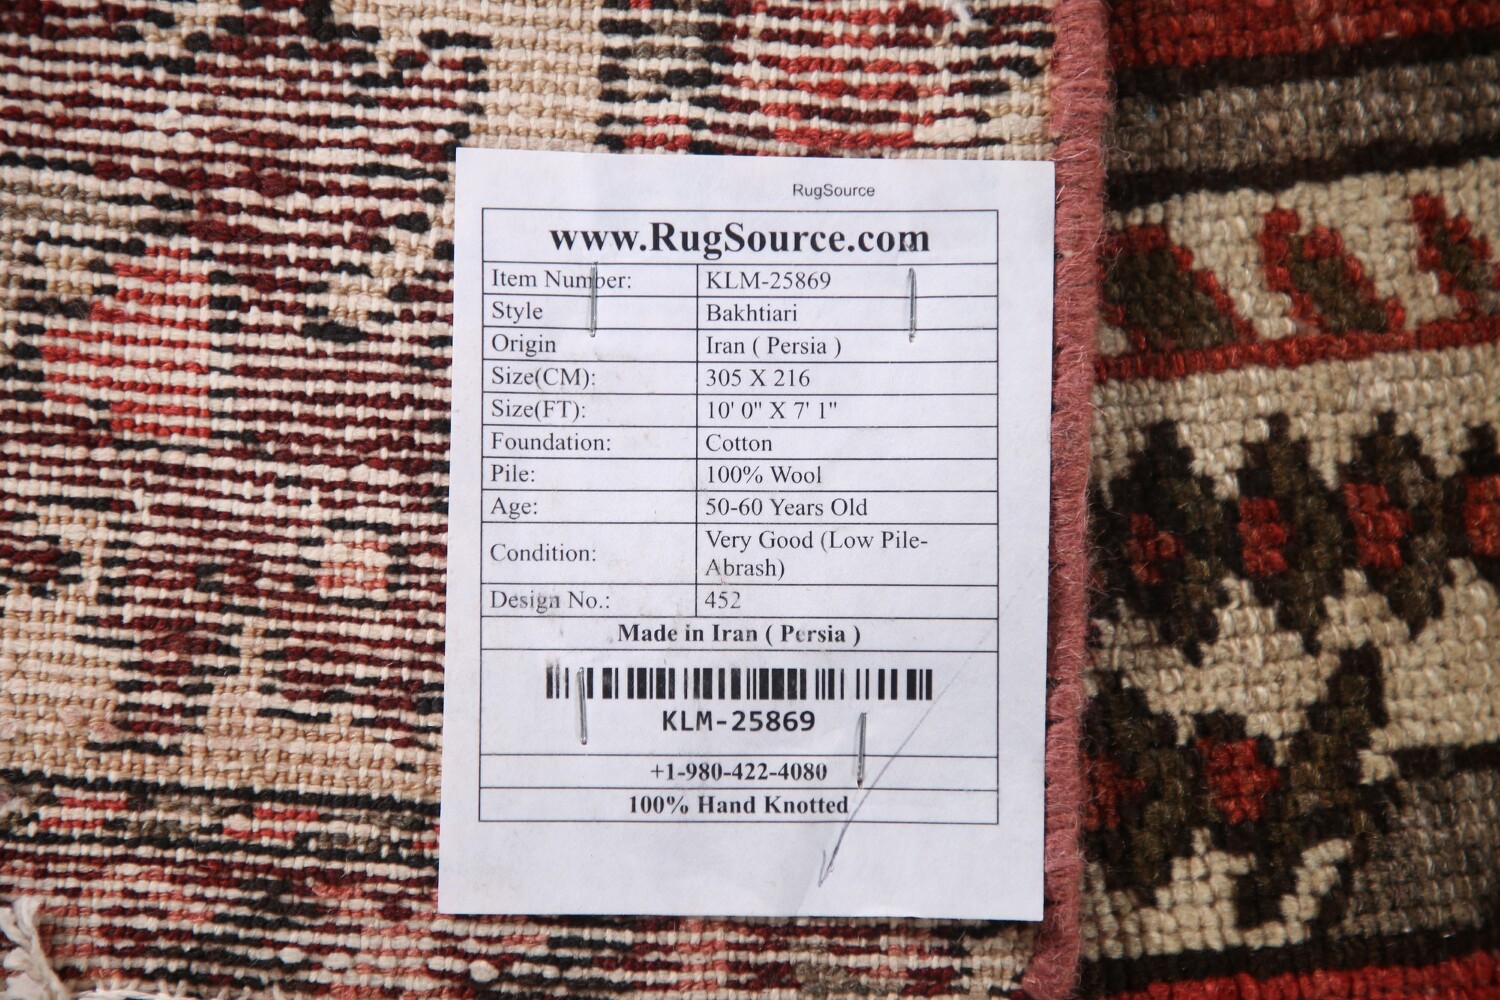 RugSource
www.RugSource.com
Item Number: KLM-25869
Style Bakhtiari
Origin Iran ( Persia )
Size(CM): 305 X 216
Size(FT): 10' 0" X 7' 1"
Foundation: Cotton
Pile: 100% Wool
Age: 50-60 Years Old
Condition: Very Good (Low Pile-
Abrash)
Design No.: 452
Made in Iran ( Persia )
KLM-25869
+1-980-422-4080
100% Hand Knotted